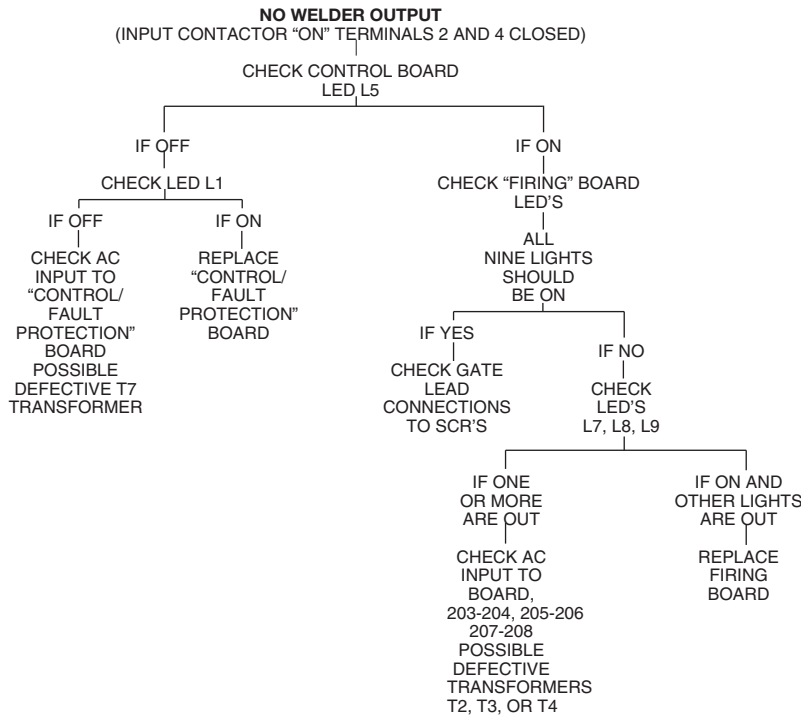 NO WELDER OUTPUT
(INPUT CONTACTOR “ON” TERMINALS 2 AND 4 CLOSED)
CHECK CONTROL BOARD
LED L5
IF OFF
CHECK LED L1
IF OFF
CHECK AC
INPUT TO
“CONTROL/
FAULT
PROTECTION”
BOARD
POSSIBLE
DEFECTIVE T7
TRANSFORMER
IF ON
REPLACE
“CONTROL/
FAULT
PROTECTION”
BOARD
IF ON
CHECK “FIRING” BOARD
LED'S
ALL
NINE LIGHTS
SHOULD
BE ON
IF YES
CHECK GATE
LEAD
CONNECTIONS
TO SCR'S
IF NO
CHECK
LED'S
L7, L8, L9
IF ONE
OR MORE
ARE OUT
CHECK AC
INPUT TO
BOARD,
203-204, 205-206
207-208
POSSIBLE
DEFECTIVE
TRANSFORMERS
T2, T3, OR T4
IF ON AND
OTHER LIGHTS
ARE OUT
REPLACE
FIRING
BOARD